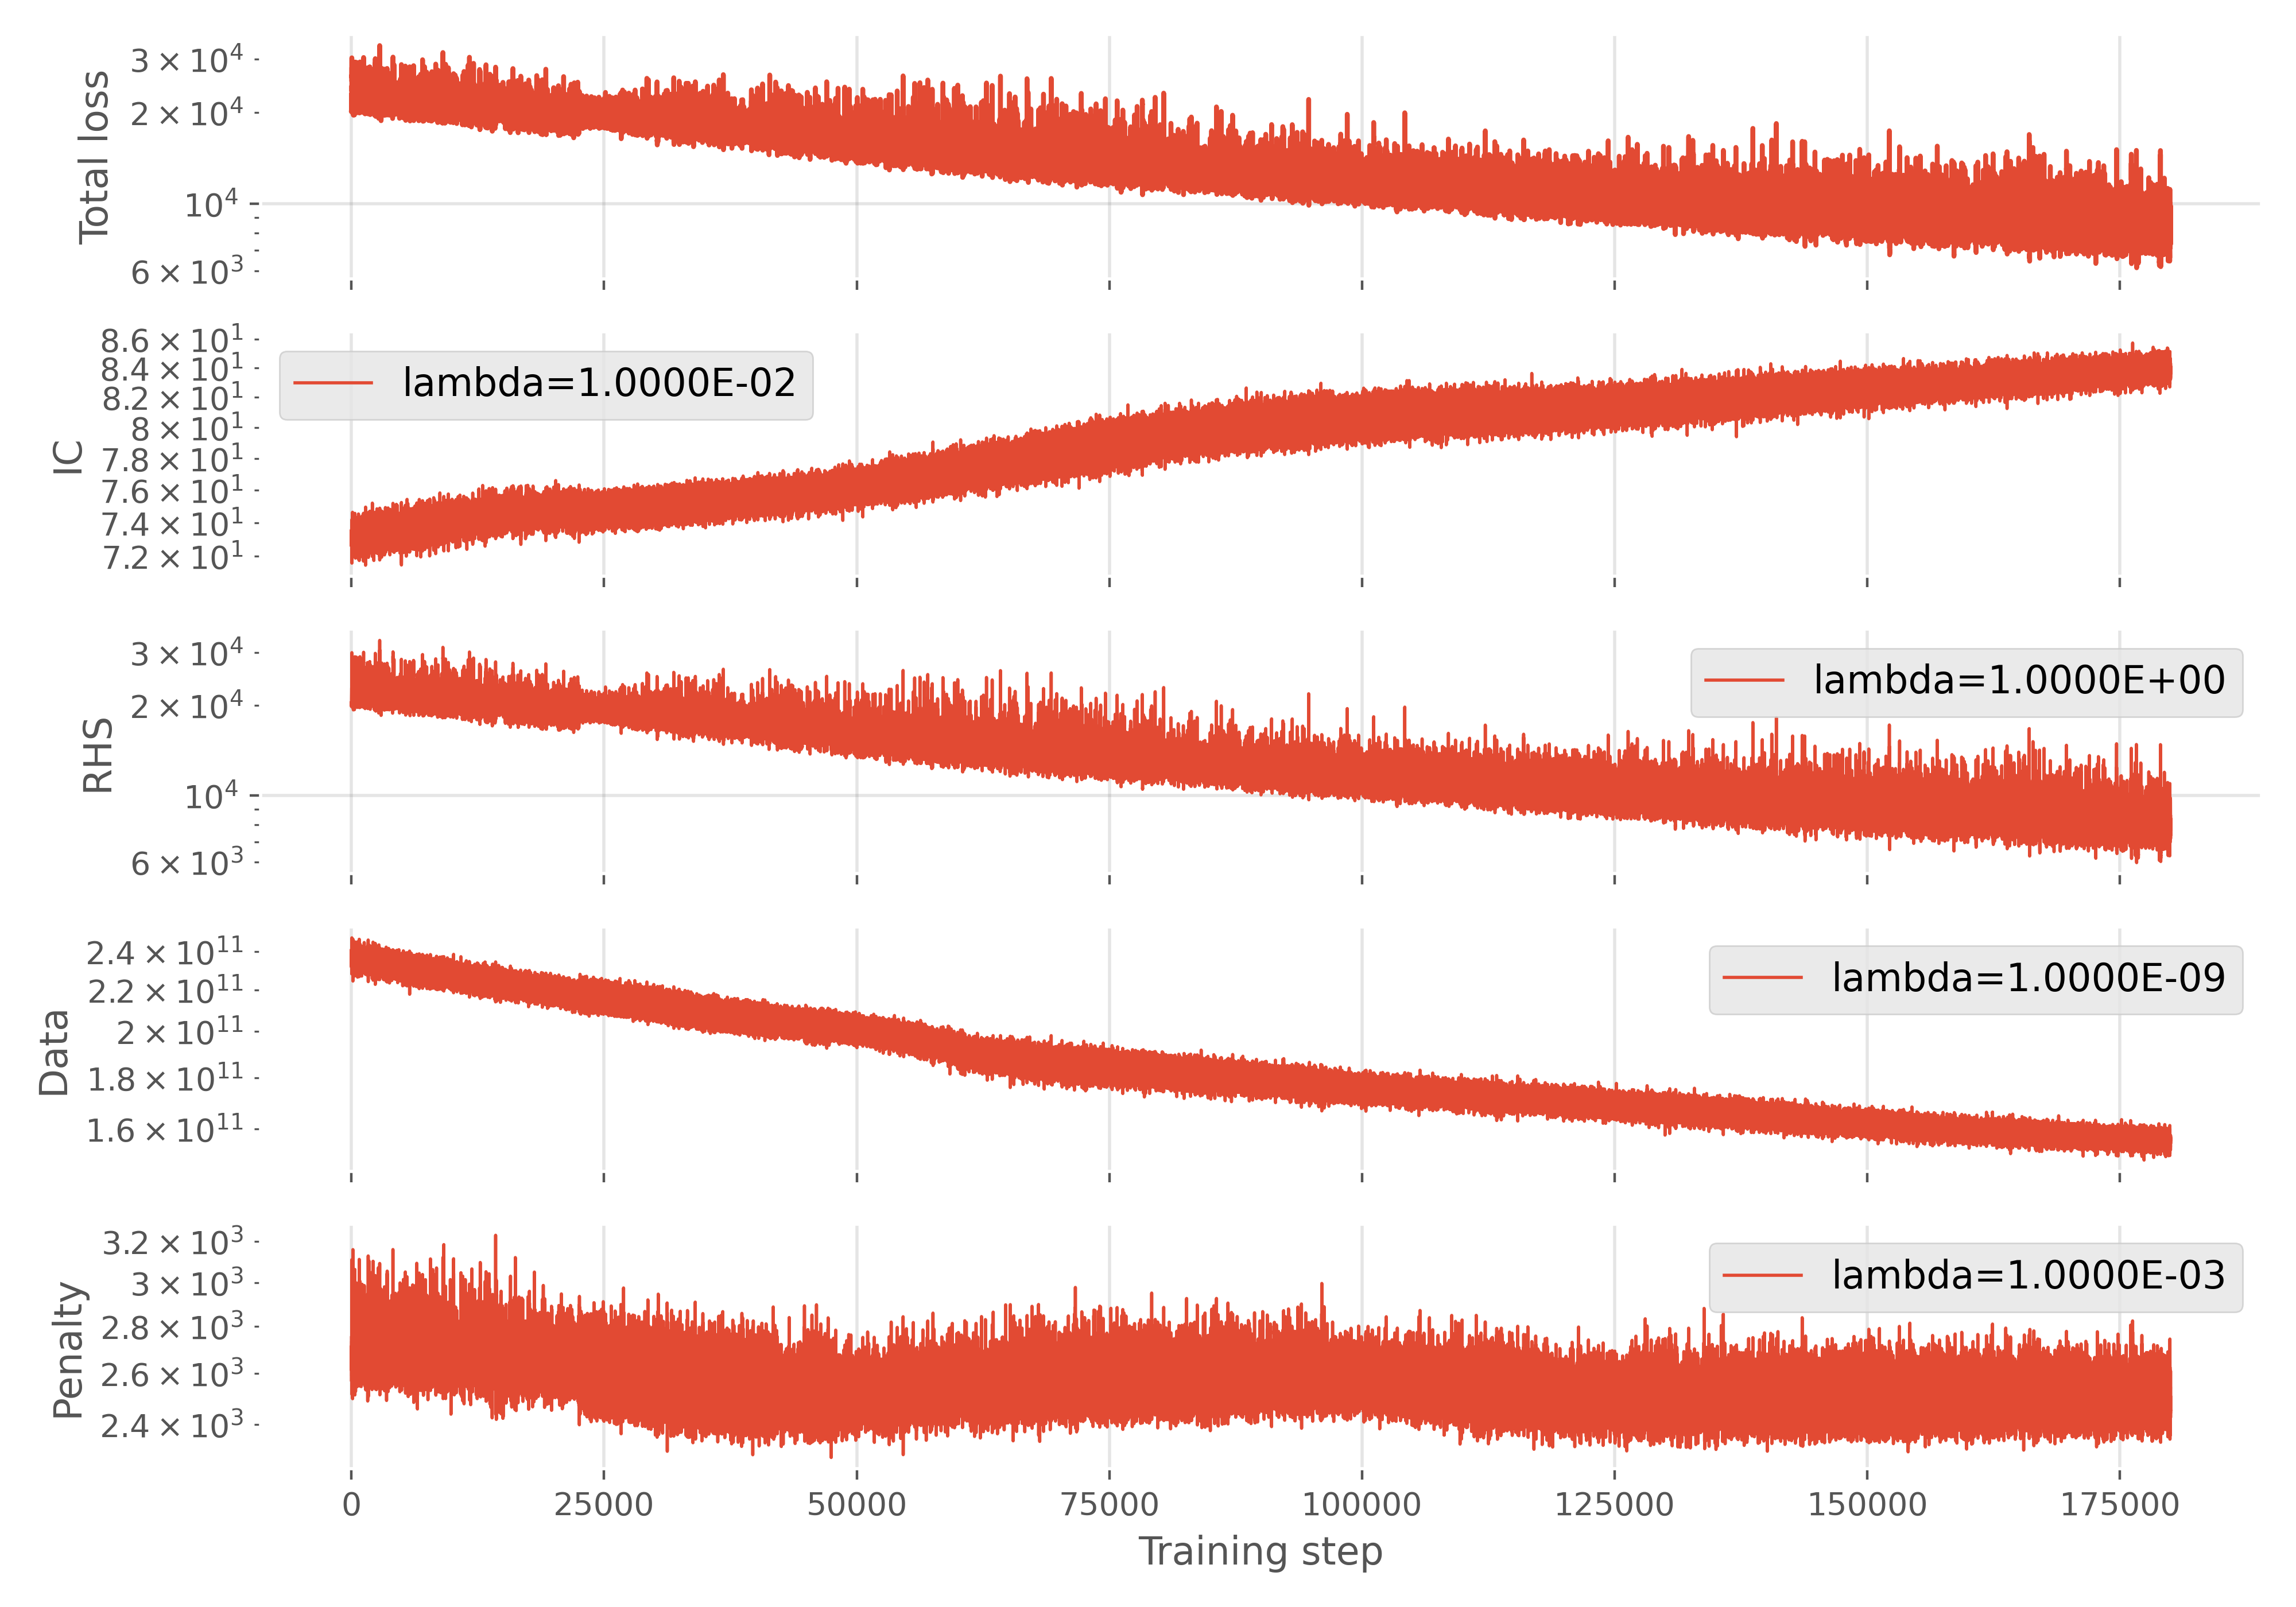 Total loss
3 × 10⁴
2 × 10⁴
10⁴
6 × 10³
IC
8.6 × 10¹
8.4 × 10¹
8.2 × 10¹
8 × 10¹
7.8 × 10¹
7.6 × 10¹
7.4 × 10¹
7.2 × 10¹
lambda=1.0000E-02
RHS
3 × 10⁴
2 × 10⁴
10⁴
6 × 10³
lambda=1.0000E+00
Data
2.4 × 10¹¹
2.2 × 10¹¹
2 × 10¹¹
1.8 × 10¹¹
1.6 × 10¹¹
lambda=1.0000E-09
Penalty
3.2 × 10³
3 × 10³
2.8 × 10³
2.6 × 10³
2.4 × 10³
lambda=1.0000E-03
0 25000 50000 75000 100000 125000 150000 175000
Training step